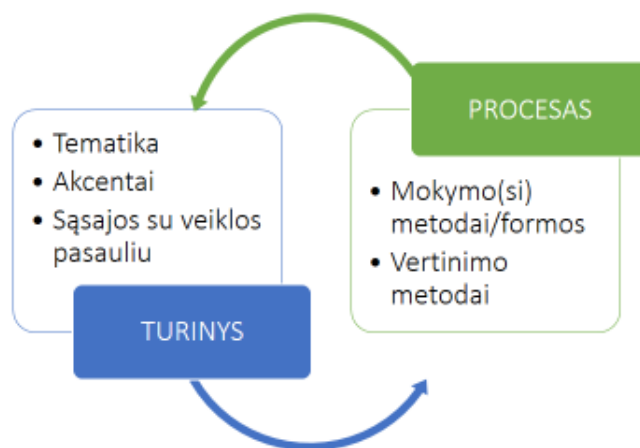 • Tematika
• Akcentai
• Sąsajos su veiklos
pasauliu
TURINYS
PROCESAS
• Mokymo(si)
metodai/formos
• Vertinimo
metodai